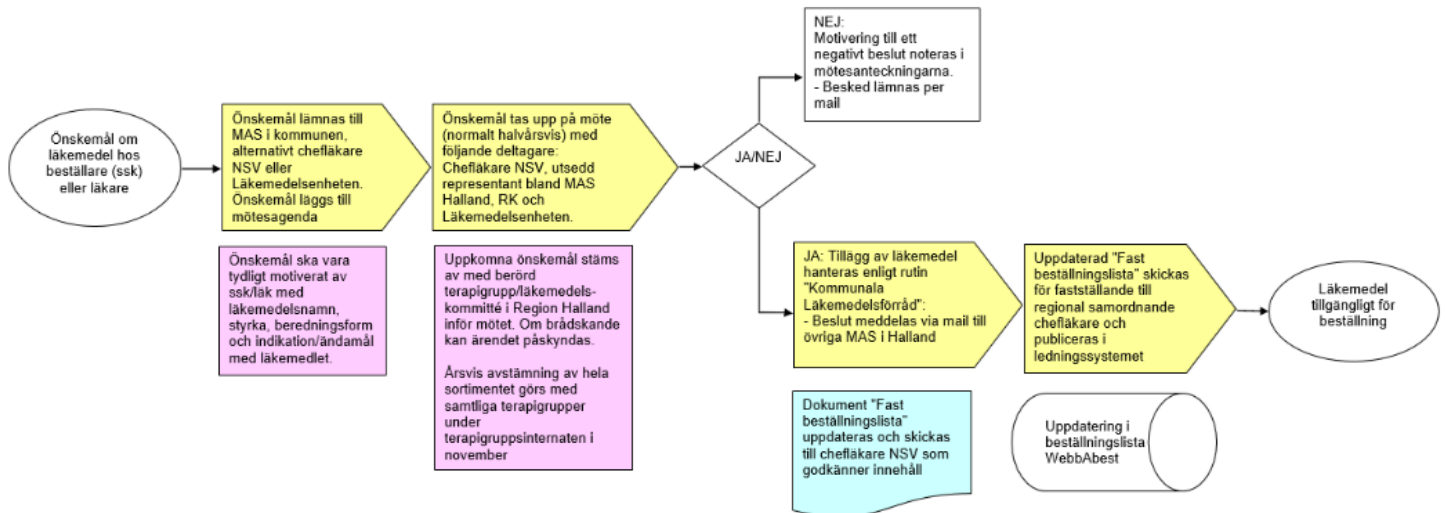 Önskemål om
läkemedel hos
beställare (ssk)
eller läkare
Önskemål lämnas till
MAS i kommunen,
alternativt chefläkare
NSV eller
Läkemedelsenheten.
Önskemål läggs till
mötesagenda
Önskemål ska vara
tydligt motiverat av
ssk/läk med
läkemedelsnamn,
styrka, beredningsform
och indikation/ändamål
med läkemedlet.
Önskemål tas upp på möte
(normalt halvårsvis) med
följande deltagare:
Chefläkare NSV, utsedd
representant bland MAS
Halland, RK och
Läkemedelsenheten.
Uppkomna önskemål stäms
av med berörd
terapigrupp/läkemedels-
kommitté i Region Halland
inför mötet. Om brådskande
kan ärendet påskyndas.
Årsvis avstämning av hela
sortimentet görs med
samtliga terapigrupper
under
terapigruppsinternaten i
november
JA/NEJ
NEJ:
Motivering till ett
negativt beslut noteras i
mötesanteckningarna.
- Besked lämnas per
mail
JA: Tillägg av läkemedel
hanteras enligt rutin
"Kommunala
Läkemedelsförråd":
- Beslut meddelas via mail till
övriga MAS i Halland
Dokument "Fast
beställningslista"
uppdateras och skickas
till chefläkare NSV som
godkänner innehåll
Uppdaterad "Fast
beställningslista" skickas
för fastställande till
regional samordnande
chefläkare och
publiceras i
ledningssystemet
Uppdatering i
beställningslista
WebbAbest
Läkemedel
tillgängligt för
beställning